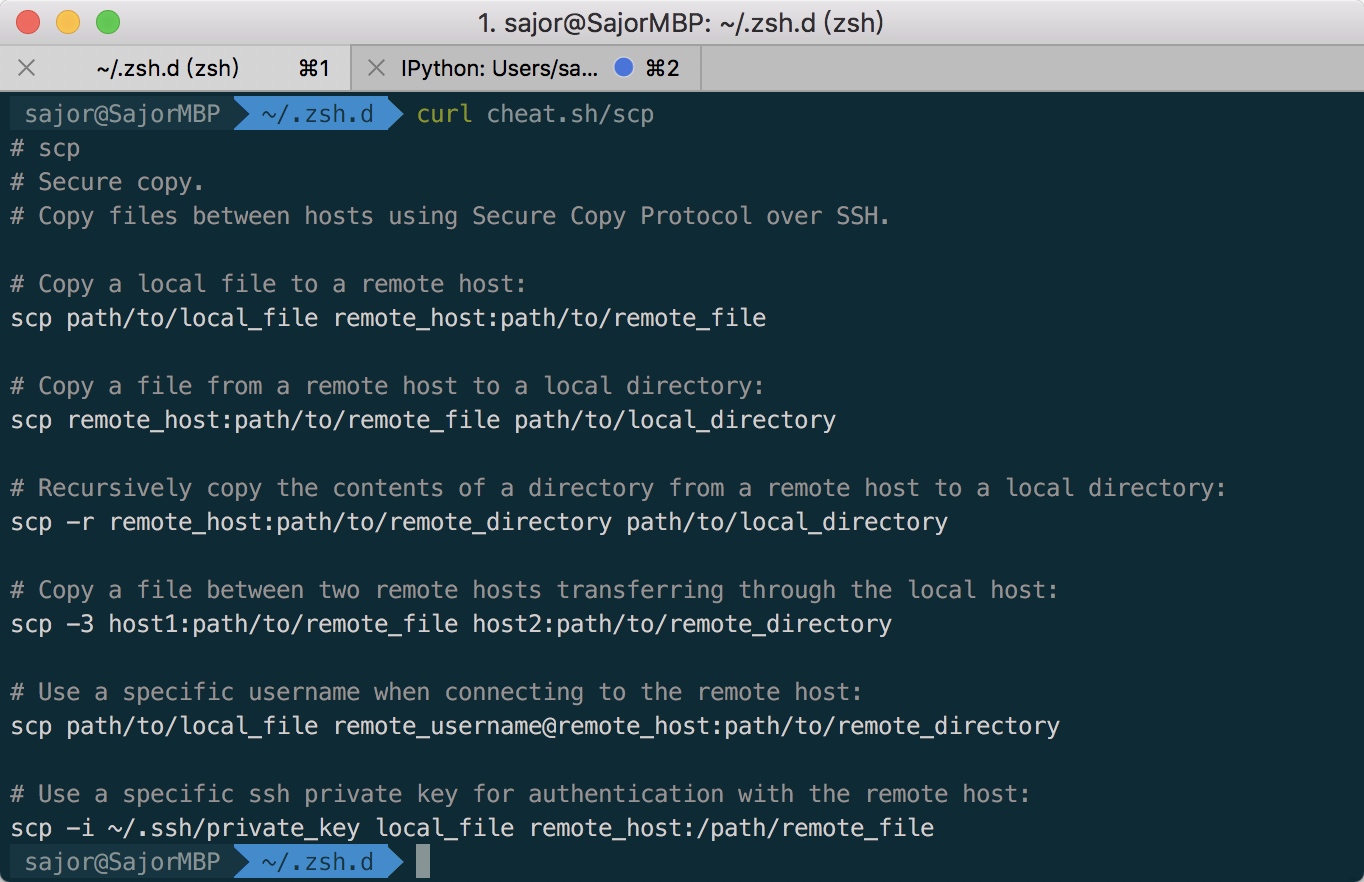 1. sajor@SajorMBP: ~/.zsh.d (zsh)
~/.zsh.d (zsh) ⌘1 IPython: Users/sa... ⌘2
sajor@SajorMBP ~/.zsh.d curl cheat.sh/scp
# scp
# Secure copy.
# Copy files between hosts using Secure Copy Protocol over SSH.
# Copy a local file to a remote host:
scp path/to/local_file remote_host:path/to/remote_file
# Copy a file from a remote host to a local directory:
scp remote_host:path/to/remote_file path/to/local_directory
# Recursively copy the contents of a directory from a remote host to a local directory:
scp -r remote_host:path/to/remote_directory path/to/local_directory
# Copy a file between two remote hosts transferring through the local host:
scp -3 host1:path/to/remote_file host2:path/to/remote_directory
# Use a specific username when connecting to the remote host:
scp path/to/local_file remote_username@remote_host:path/to/remote_directory
# Use a specific ssh private key for authentication with the remote host:
scp -i ~/.ssh/private_key local_file remote_host:/path/remote_file
sajor@SajorMBP ~/.zsh.d